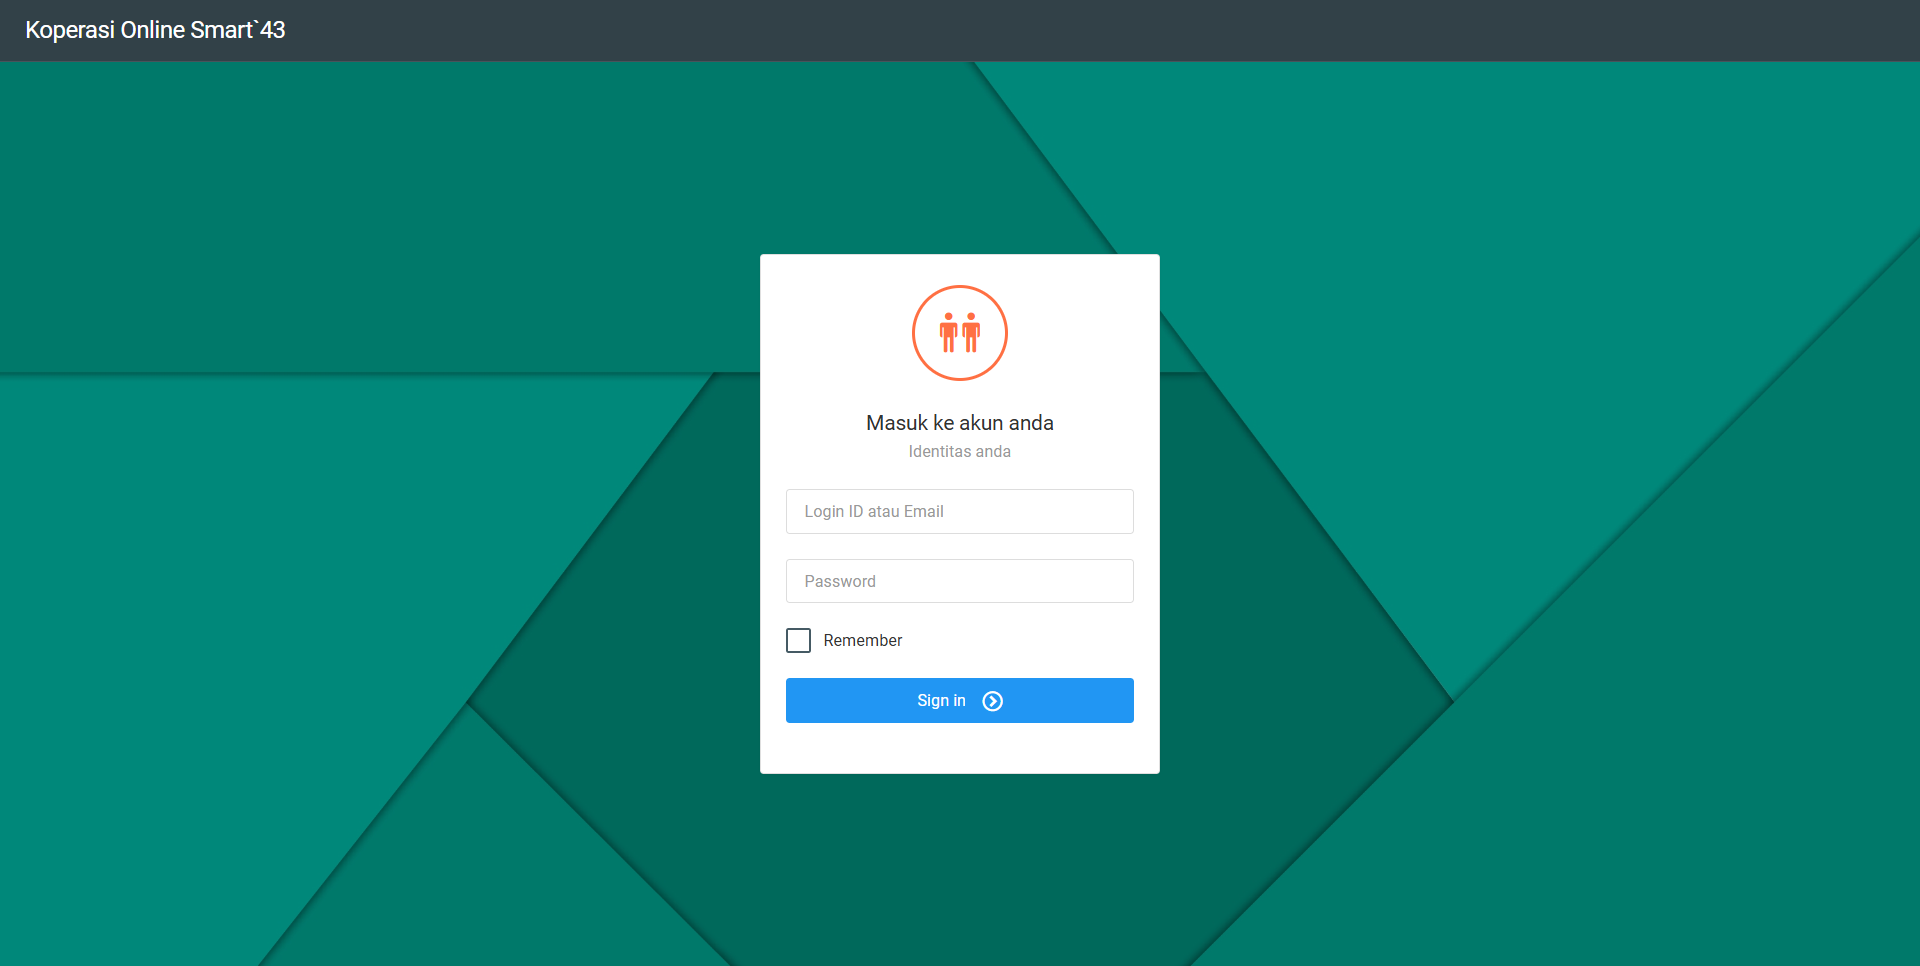 Koperasi Online Smart`43
Masuk ke akun anda
Identitas anda
Login ID atau Email
Password
Remember
Sign in